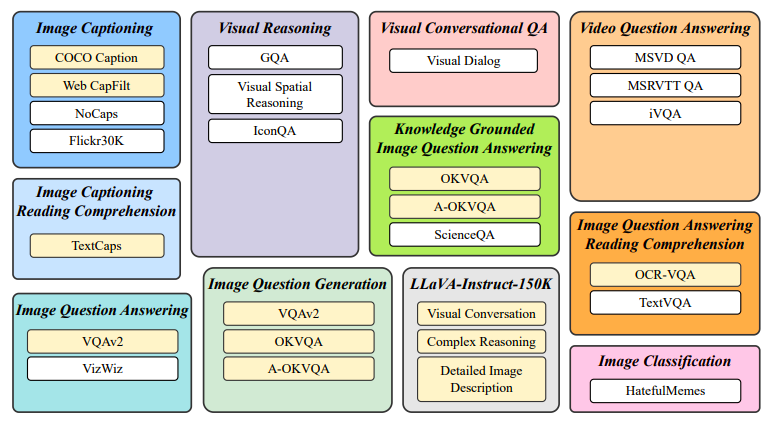 Image Captioning
COCO Caption
Web CapFilt
NoCaps
Flickr30K
Image Captioning
Reading Comprehension
TextCaps
Image Question Answering
VQAv2
VizWiz
Visual Reasoning
GQA
Visual Spatial
Reasoning
IconQA
Image Question Generation
VQAv2
OKVQA
A-OKVQA
Visual Conversational QA
Visual Dialog
Knowledge Grounded
Image Question Answering
OKVQA
A-OKVQA
ScienceQA
LLaVA-Instruct-150K
Visual Conversation
Complex Reasoning
Detailed Image
Description
Video Question Answering
MSVD QA
MSRVTT QA
iVQA
Image Question Answering
Reading Comprehension
OCR-VQA
TextVQA
Image Classification
HatefulMemes